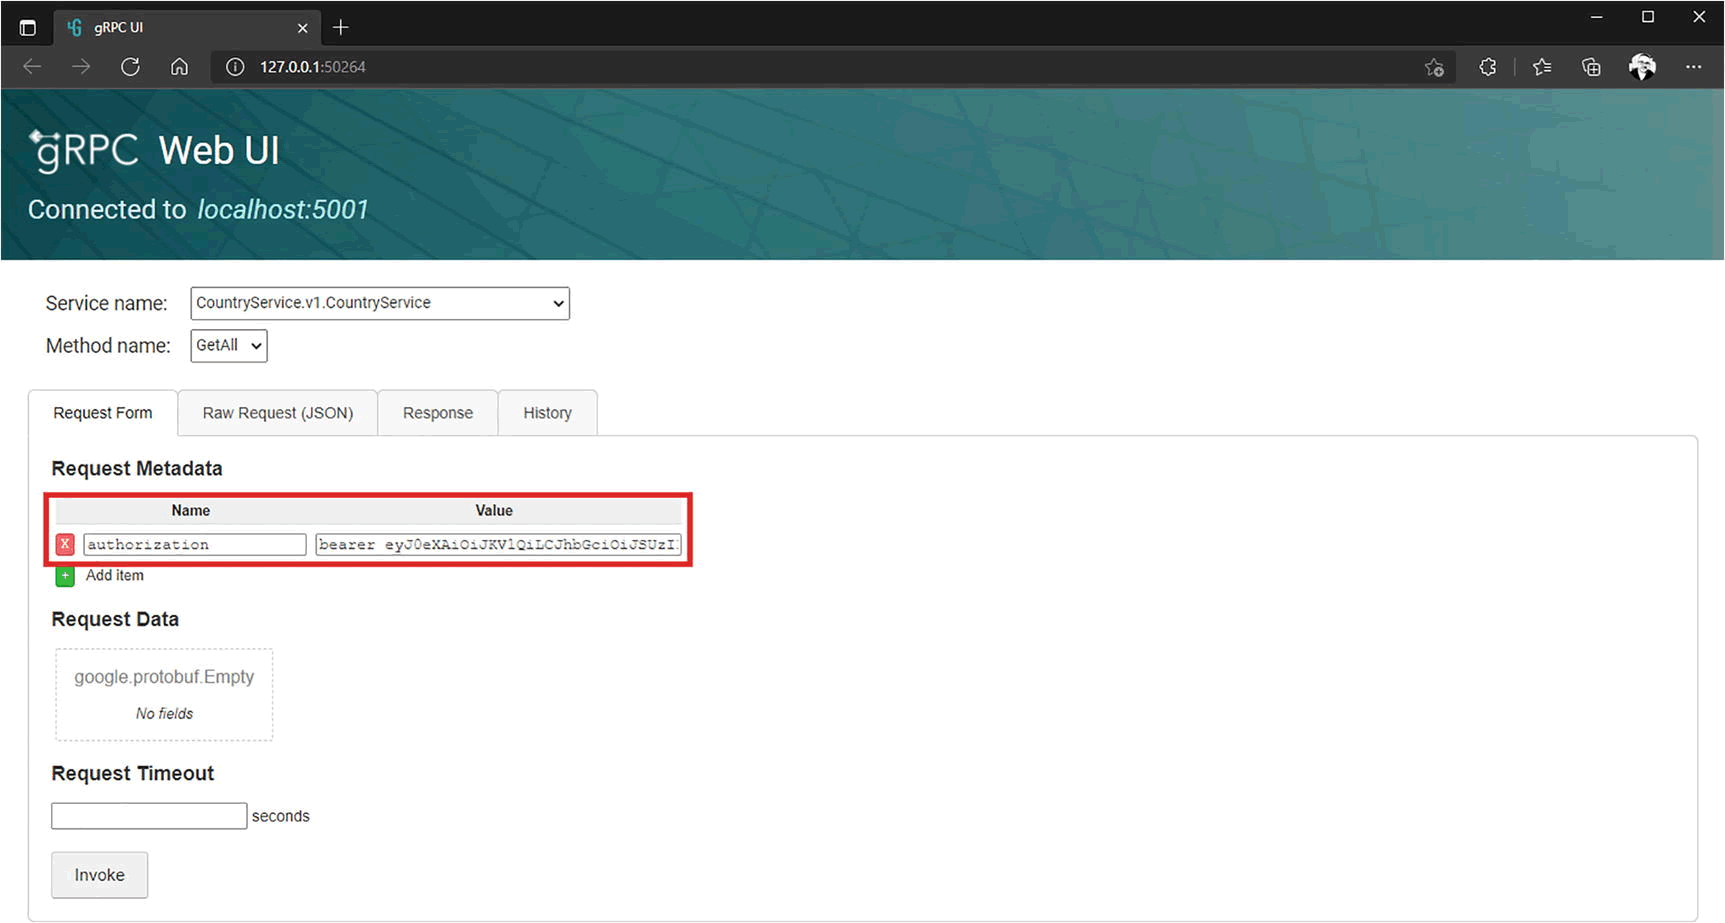 gRPC UI
127.0.0.1:50264
gRPC Web UI
Connected to localhost:5001
Service name: CountryService.v1.CountryService
Method name: GetAll
Request Form Raw Request (JSON) Response History
Request Metadata
Name Value
X authorization bearer eyJ0eXAiOiJKV1QiLCJhbGciOiJSUzI
+ Add item
Request Data
google.protobuf.Empty
No fields
Request Timeout
seconds
Invoke